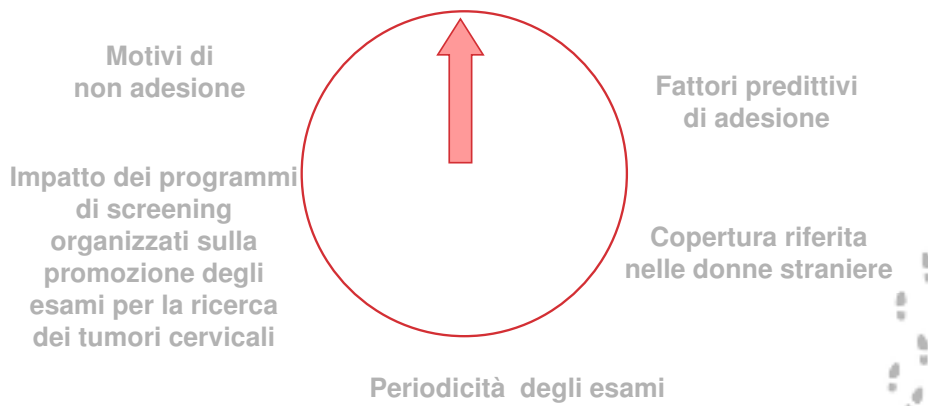 Motivi di
non adesione
Fattori predittivi
di adesione
Impatto dei programmi
di screening
organizzati sulla
promozione degli
esami per la ricerca
dei tumori cervicali
Copertura riferita
nelle donne straniere
Periodicità degli esami